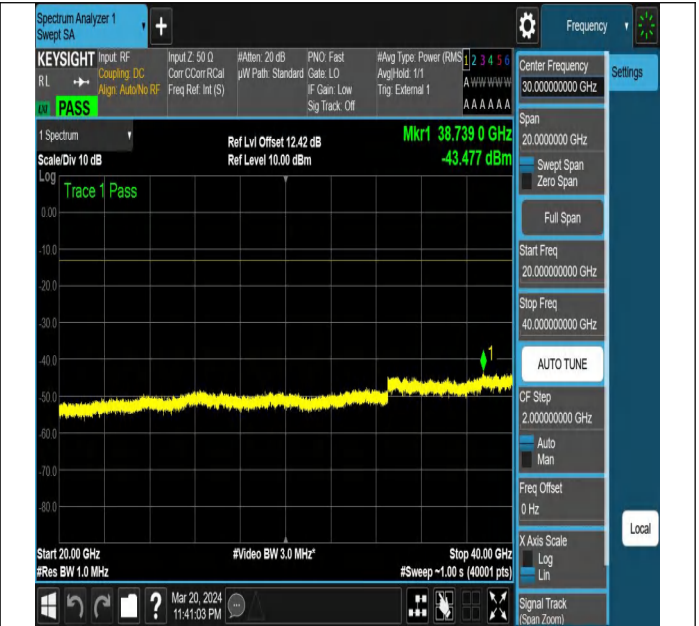 Spectrum Analyzer 1
Swept SA
+
Frequency
KEYSIGHT
RL
PASS
Input: RF
Coupling: DC
Align: Auto/No RF
Input Z: 50 Ω
Corr CCorr RCal
Freq Ref: Int (S)
#Atten: 20 dB
µW Path: Standard
PNO: Fast
Gate: LO
IF Gain: Low
Sig Track: Off
#Avg Type: Power (RMS
Avg|Hold: 1/1
Trig: External 1
1 2 3 4 5 6
A W W W W W
A A A A A A
1 Spectrum
Scale/Div 10 dB
Ref Lvl Offset 12.42 dB
Ref Level 10.00 dBm
Mkr1 38.739 0 GHz
-43.477 dBm
Log
Trace 1 Pass
0.00
-10.0
-20.0
-30.0
-40.0
-50.0
-60.0
-70.0
-80.0
1
Start 20.00 GHz
#Res BW 1.0 MHz
#Video BW 3.0 MHz*
Stop 40.00 GHz
#Sweep ~1.00 s (40001 pts)
?
Mar 20, 2024
11:41:03 PM
Center Frequency
30.000000000 GHz
Settings
Span
20.0000000 GHz
Swept Span
Zero Span
Full Span
Start Freq
20.000000000 GHz
Stop Freq
40.000000000 GHz
AUTO TUNE
CF Step
2.000000000 GHz
Auto
Man
Freq Offset
0 Hz
X Axis Scale
Log
Lin
Local
Signal Track
(Span Zoom)